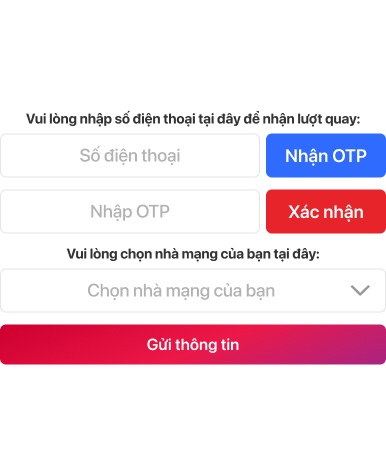 Vui lòng nhập số điện thoại tại đây để nhận lượt quay:
Số điện thoại
Nhận OTP
Nhập OTP
Xác nhận
Vui lòng chọn nhà mạng của bạn tại đây:
Chọn nhà mạng của bạn
Gửi thông tin